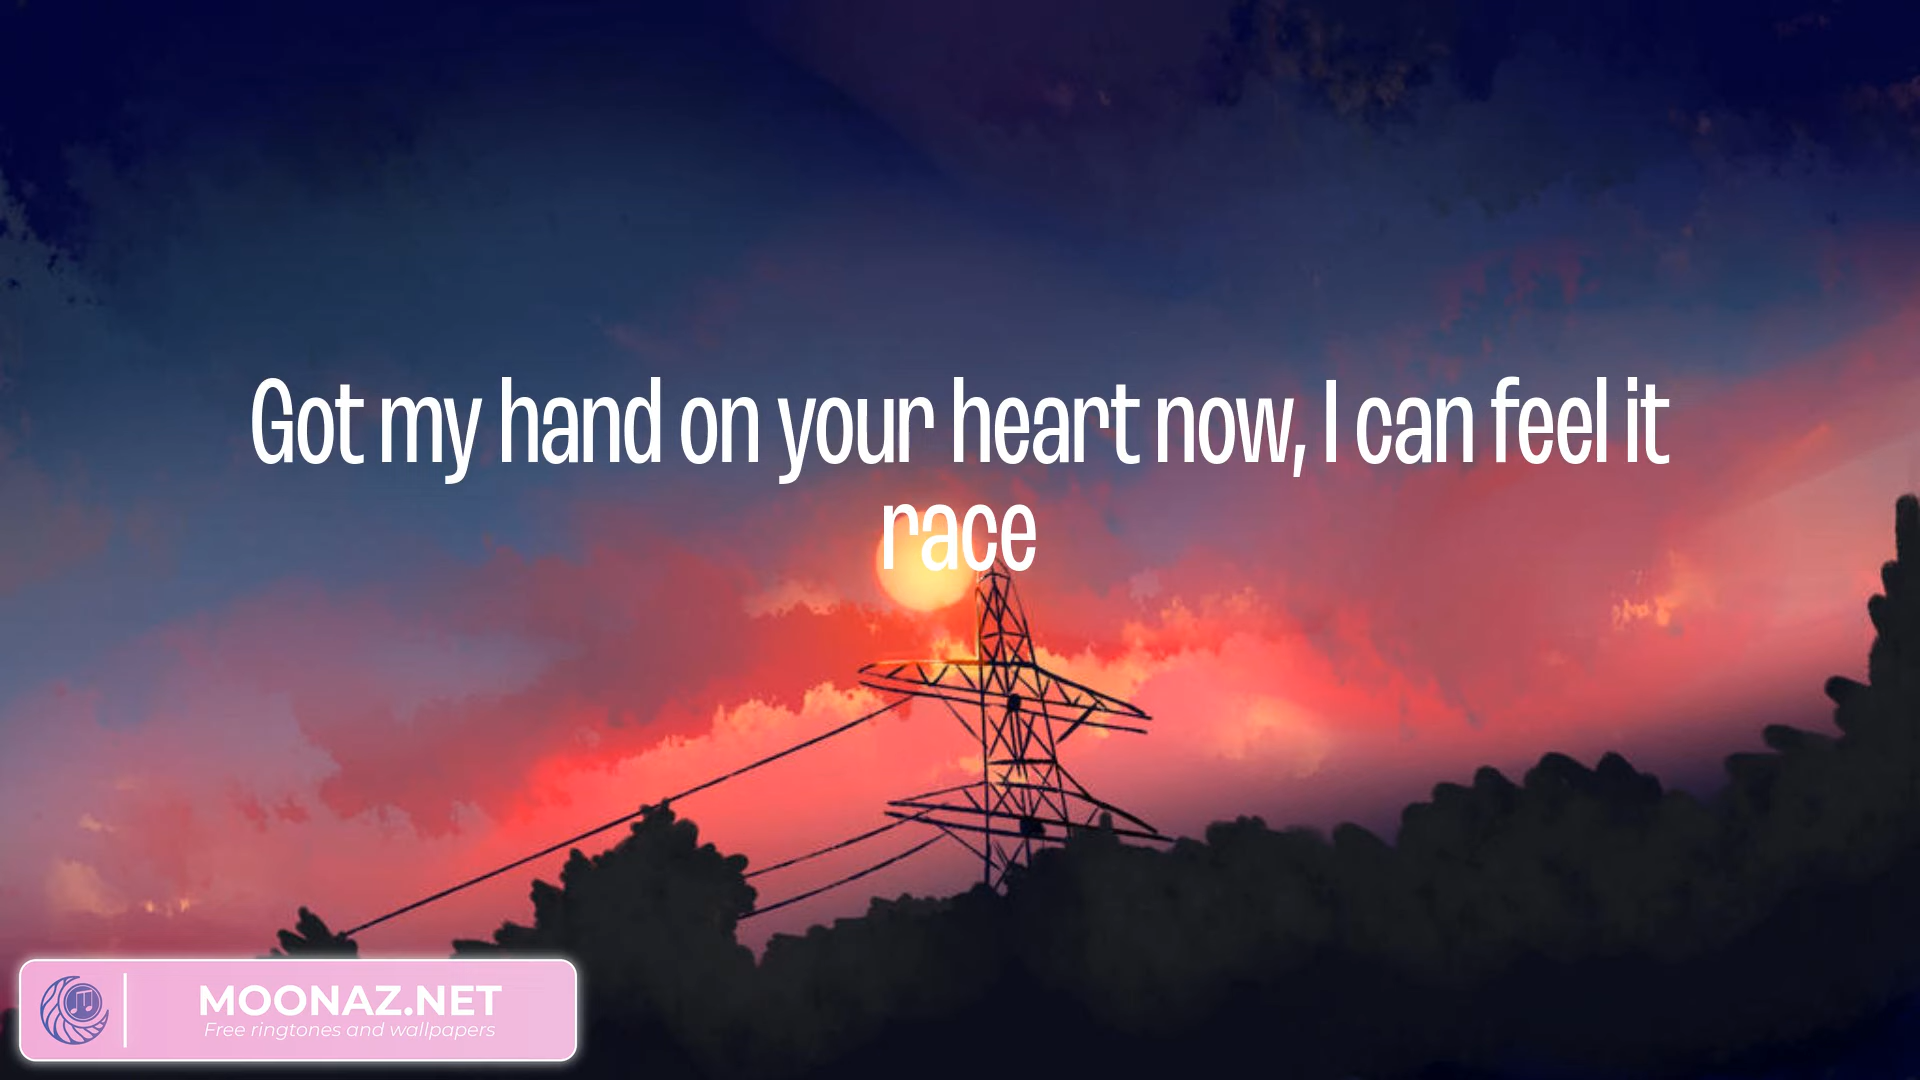 Got my hand on your heart now, I can feel it
race
MOONAZ.NET
Free ringtones and wallpapers